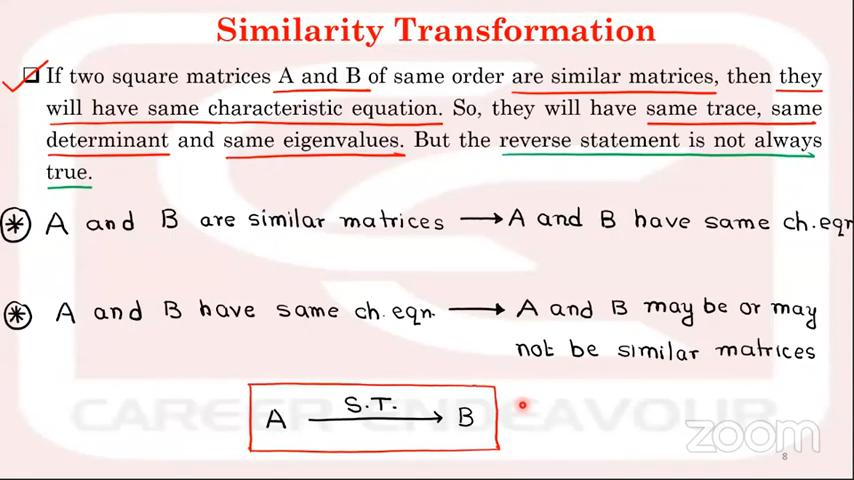 Similarity Transformation
If two square matrices A and B of same order are similar matrices, then they
will have same characteristic equation. So, they will have same trace, same
determinant and same eigenvalues. But the reverse statement is not always
true.
A and B are similar matrices → A and B have same ch. eqn
A and B have same ch. eqn. → A and B may be or may
not be similar matrices
S.T.
A → B
CAREER ENDEAVOUR
zoom
8